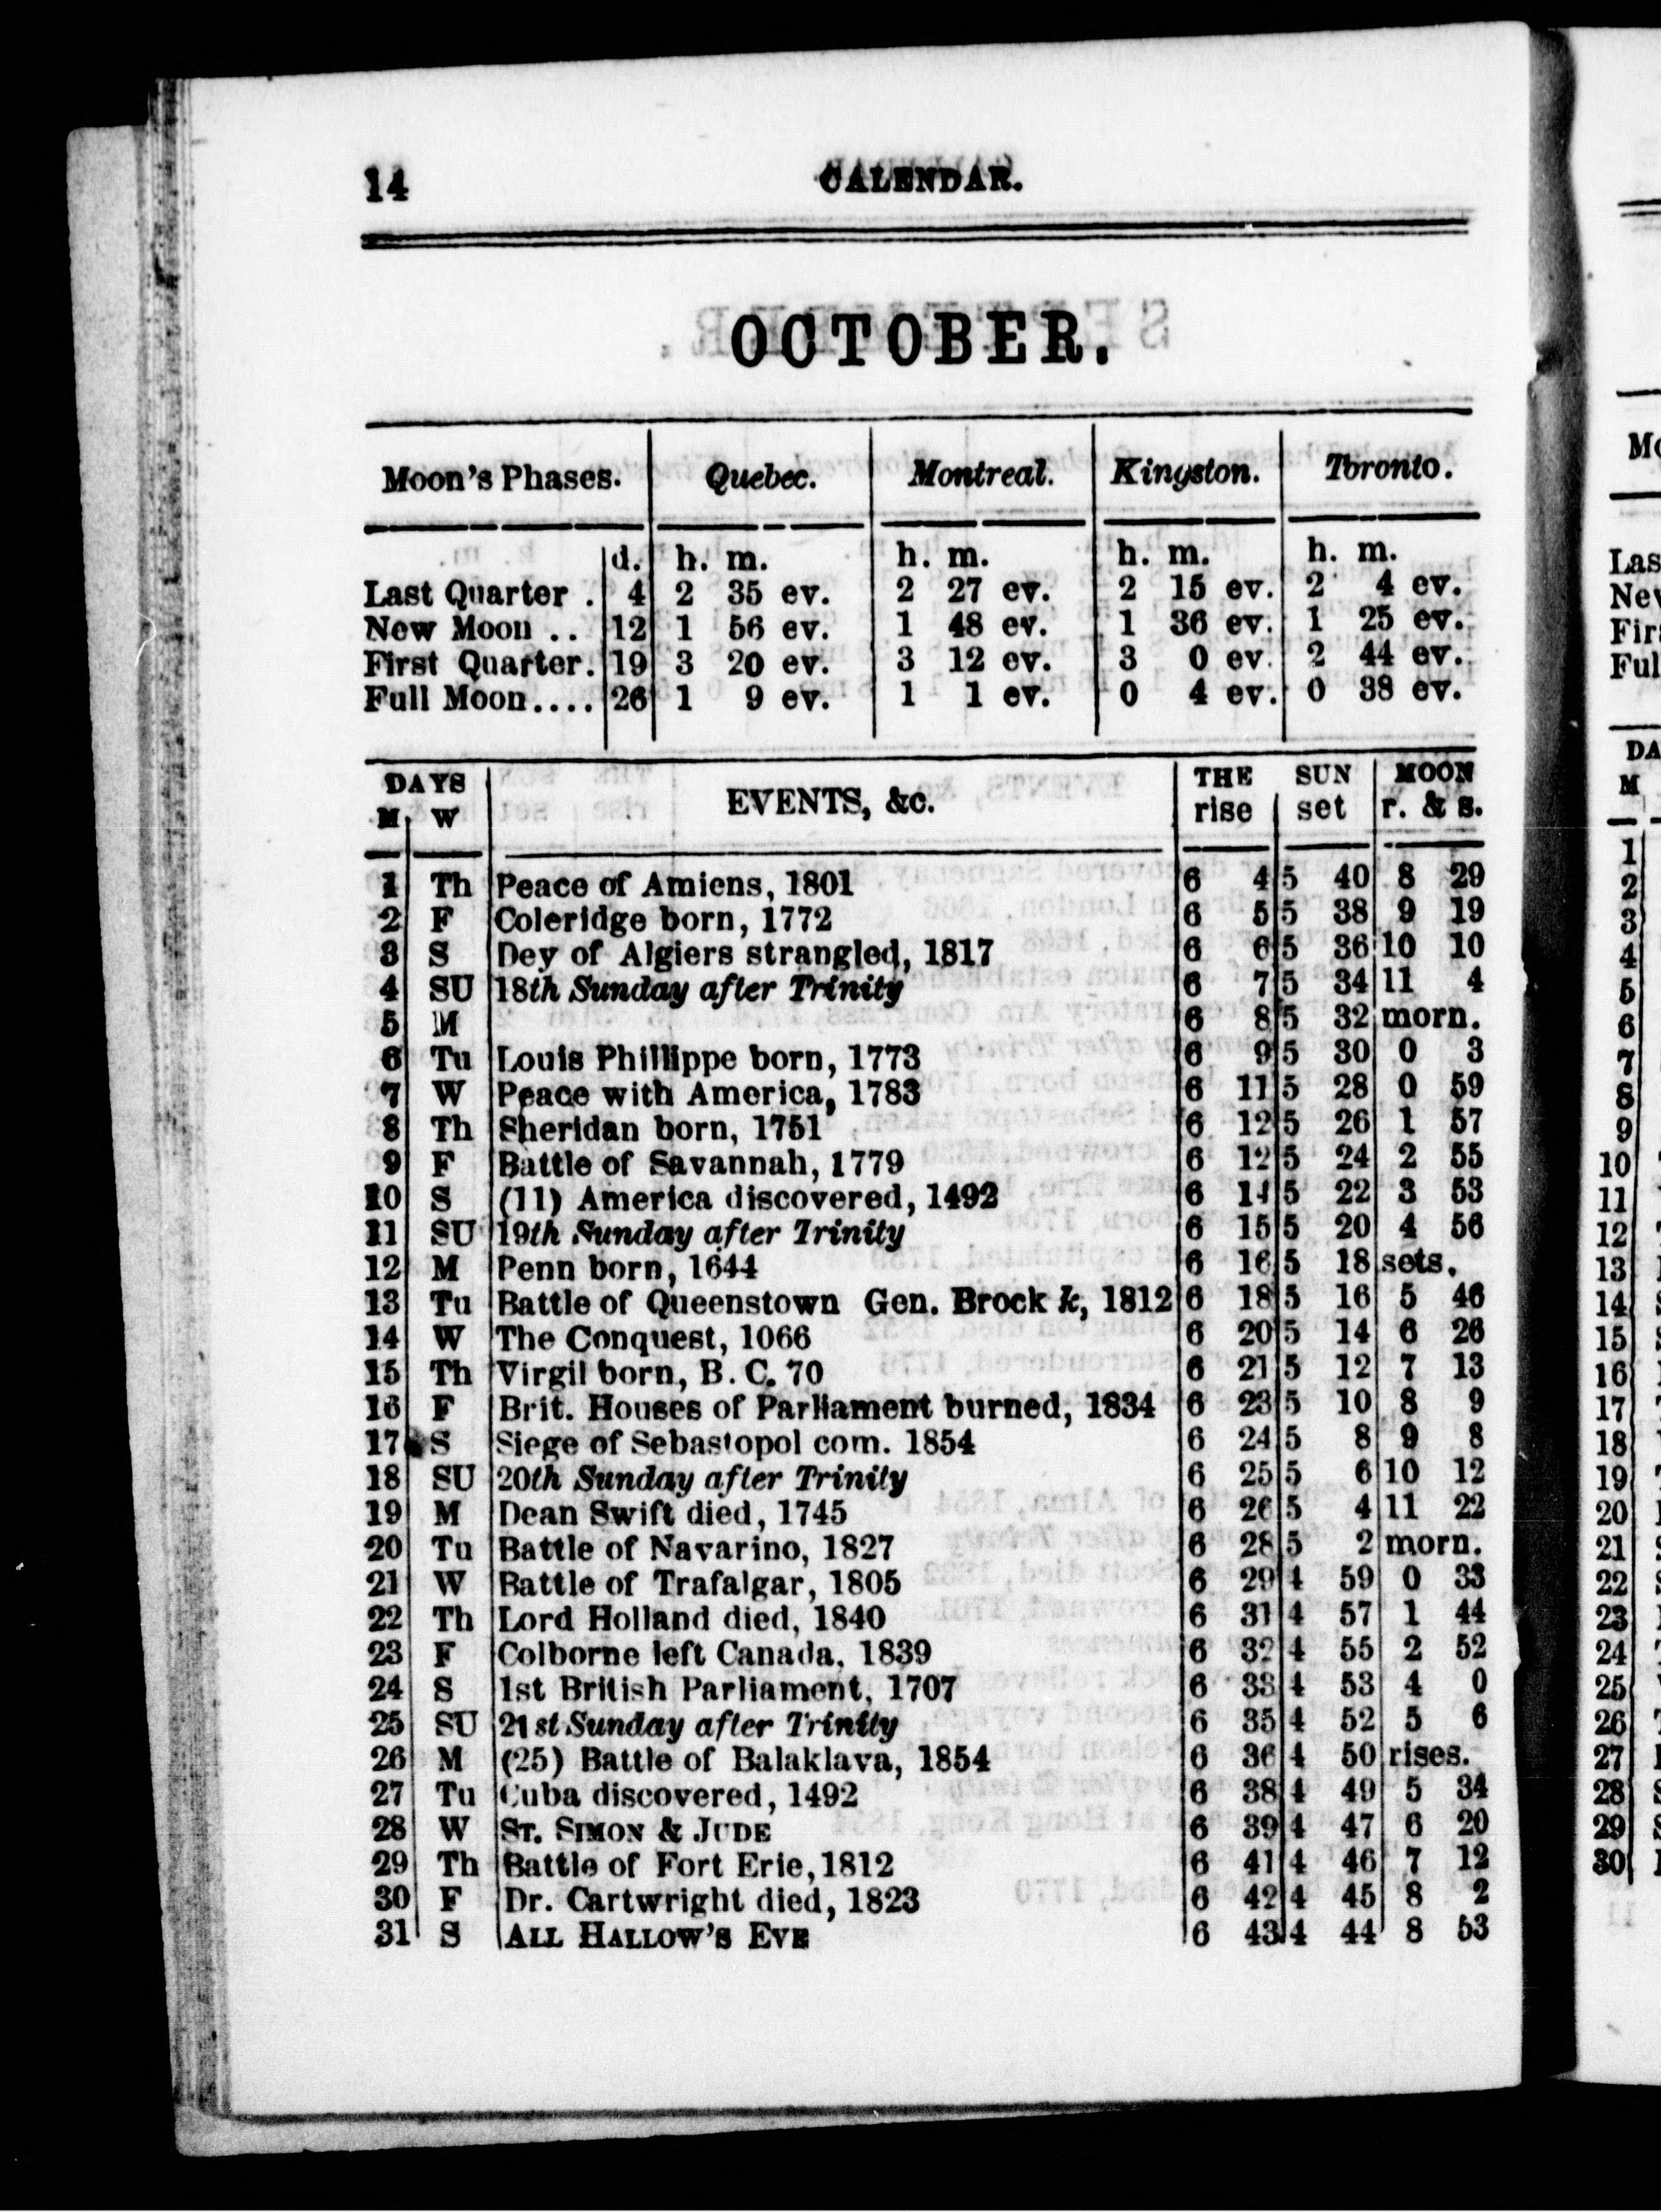 14 CALENDAR.
OCTOBER.
Moon's Phases. Quebec. Montreal. Kingston. Toronto.
d. h. m. h. m. h. m. h. m.
Last Quarter . 4 2 35 ev. 2 27 ev. 2 15 ev. 2 4 ev.
New Moon .. 12 1 56 ev. 1 48 ev. 1 36 ev. 1 25 ev.
First Quarter. 19 3 20 ev. 3 12 ev. 3 0 ev. 2 44 ev.
Full Moon.... 26 1 9 ev. 1 1 ev. 0 4 ev. 0 38 ev.
DAYS EVENTS, &c. THE SUN MOON
M W rise set r. & s.
1 Th Peace of Amiens, 1801 6 4 5 40 8 29
2 F Coleridge born, 1772 6 5 5 38 9 19
3 S Dey of Algiers strangled, 1817 6 6 5 36 10 10
4 SU 18th Sunday after Trinity 6 7 5 34 11 4
5 M 6 8 5 32 morn.
6 Tu Louis Phillippe born, 1773 6 9 5 30 0 3
7 W Peace with America, 1783 6 11 5 28 0 59
8 Th Sheridan born, 1751 6 12 5 26 1 57
9 F Battle of Savannah, 1779 6 12 5 24 2 55
10 S (11) America discovered, 1492 6 14 5 22 3 53
11 SU 19th Sunday after Trinity 6 15 5 20 4 56
12 M Penn born, 1644 6 16 5 18 sets.
13 Tu Battle of Queenstown Gen. Brock k, 1812 6 18 5 16 5 46
14 W The Conquest, 1066 6 20 5 14 6 26
15 Th Virgil born, B. C. 70 6 21 5 12 7 13
16 F Brit. Houses of Parliament burned, 1834 6 23 5 10 8 9
17 S Siege of Sebastopol com. 1854 6 24 5 8 9 8
18 SU 20th Sunday after Trinity 6 25 5 6 10 12
19 M Dean Swift died, 1745 6 26 5 4 11 22
20 Tu Battle of Navarino, 1827 6 28 5 2 morn.
21 W Battle of Trafalgar, 1805 6 29 4 59 0 33
22 Th Lord Holland died, 1840 6 31 4 57 1 44
23 F Colborne left Canada, 1839 6 32 4 55 2 52
24 S 1st British Parliament, 1707 6 33 4 53 4 0
25 SU 21st Sunday after Trinity 6 35 4 52 5 6
26 M (25) Battle of Balaklava, 1854 6 36 4 50 rises.
27 Tu Cuba discovered, 1492 6 38 4 49 5 34
28 W ST. SIMON & JUDE 6 39 4 47 6 20
29 Th Battle of Fort Erie, 1812 6 41 4 46 7 12
30 F Dr. Cartwright died, 1823 6 42 4 45 8 2
31 S ALL HALLOW'S EVE 6 43 4 44 8 53